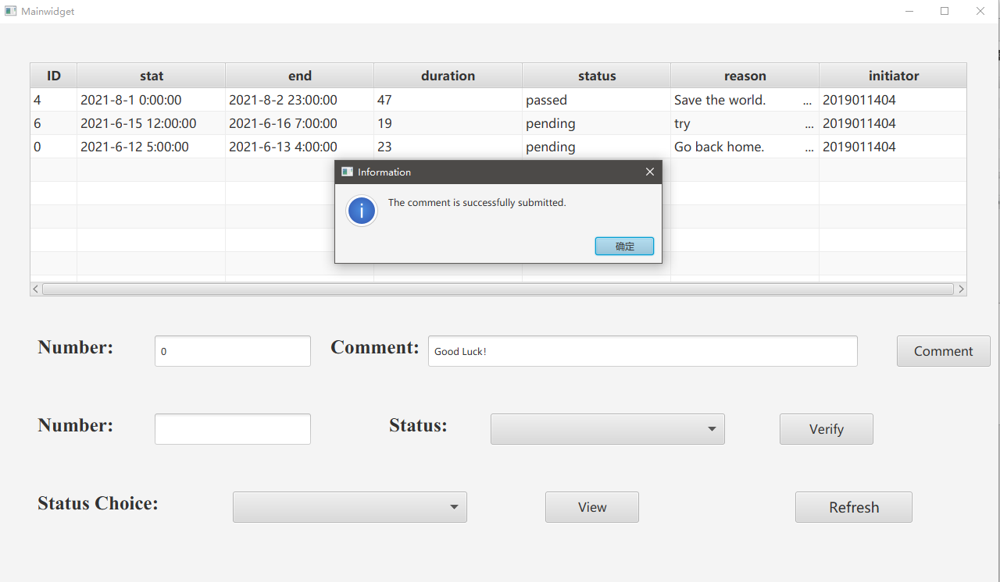 Mainwidget
ID stat end duration status reason initiator
4 2021-8-1 0:00:00 2021-8-2 23:00:00 47 passed Save the world. ... 2019011404
6 2021-6-15 12:00:00 2021-6-16 7:00:00 19 pending try ... 2019011404
0 2021-6-12 5:00:00 2021-6-13 4:00:00 23 pending Go back home. ... 2019011404
Information
The comment is successfully submitted.
确定
Number: 0 Comment: Good Luck! Comment
Number: Status: Verify
Status Choice: View Refresh